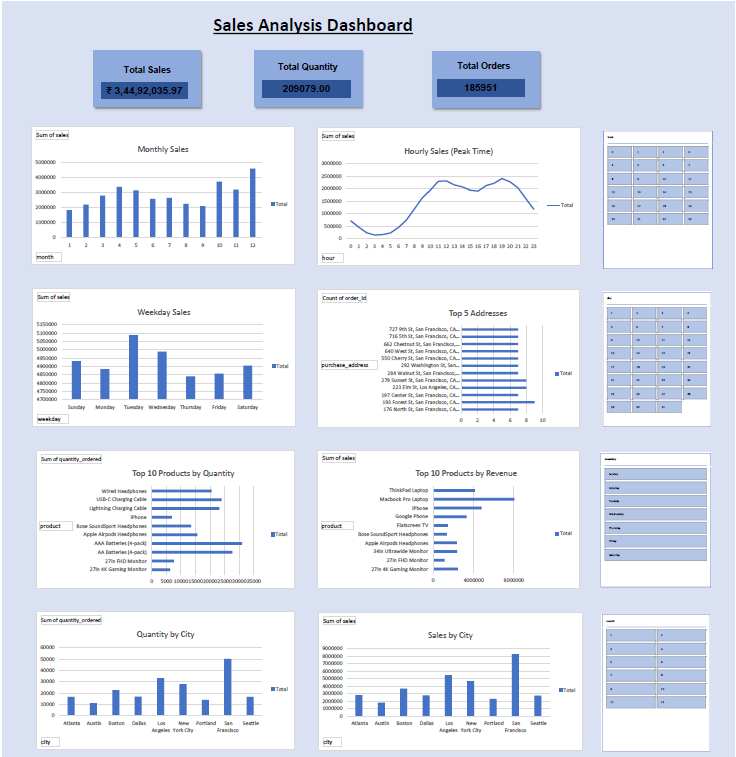 Sales Analysis Dashboard
Total Sales
₹ 3,44,92,035.97
Total Quantity
209079.00
Total Orders
185951
Sum of sales
Monthly Sales
5000000
4000000
3000000
2000000
1000000
0
1 2 3 4 5 6 7 8 9 10 11 12
Total
month
Sum of sales
Hourly Sales (Peak Time)
3000000
2500000
2000000
1500000
1000000
500000
0
0 1 2 3 4 5 6 7 8 9 10 11 12 13 14 15 16 17 18 19 20 21 22 23
Total
hour
Sum of sales
Weekday Sales
5150000
5100000
5050000
5000000
4950000
4900000
4850000
4800000
4750000
4700000
Sunday Monday Tuesday Wednesday Thursday Friday Saturday
Total
weekday
Count of order_id
Top 5 Addresses
727 9th St, San Francisco, CA...
716 5th St, San Francisco, CA...
662 Chestnut St, San Francisco,...
640 West St, San Francisco, CA...
550 Cherry St, San Francisco, CA...
292 Washington St, San...
284 Walnut St, San Francisco,...
279 Sunset St, San Francisco, CA...
223 Elm St, Los Angeles, CA...
197 Center St, San Francisco, CA...
193 Forest St, San Francisco, CA...
176 North St, San Francisco, CA...
0 2 4 6 8 10
purchase_address
Total
Sum of quantity_ordered
Top 10 Products by Quantity
Wired Headphones
USB-C Charging Cable
Lightning Charging Cable
iPhone
Bose SoundSport Headphones
Apple Airpods Headphones
AAA Batteries (4-pack)
AA Batteries (4-pack)
27in FHD Monitor
27in 4K Gaming Monitor
0 5000 10000 15000 20000 25000 30000 35000
product
Total
Sum of sales
Top 10 Products by Revenue
ThinkPad Laptop
Macbook Pro Laptop
iPhone
Google Phone
Flatscreen TV
Bose SoundSport Headphones
Apple Airpods Headphones
34in Ultrawide Monitor
27in FHD Monitor
27in 4K Gaming Monitor
0 4000000 8000000
product
Total
Sum of quantity_ordered
Quantity by City
60000
50000
40000
30000
20000
10000
0
Atlanta Austin Boston Dallas Los Angeles New York City Portland San Francisco Seattle
Total
city
Sum of sales
Sales by City
9000000
8000000
7000000
6000000
5000000
4000000
3000000
2000000
1000000
0
Atlanta Austin Boston Dallas Los Angeles New York City Portland San Francisco Seattle
Total
city